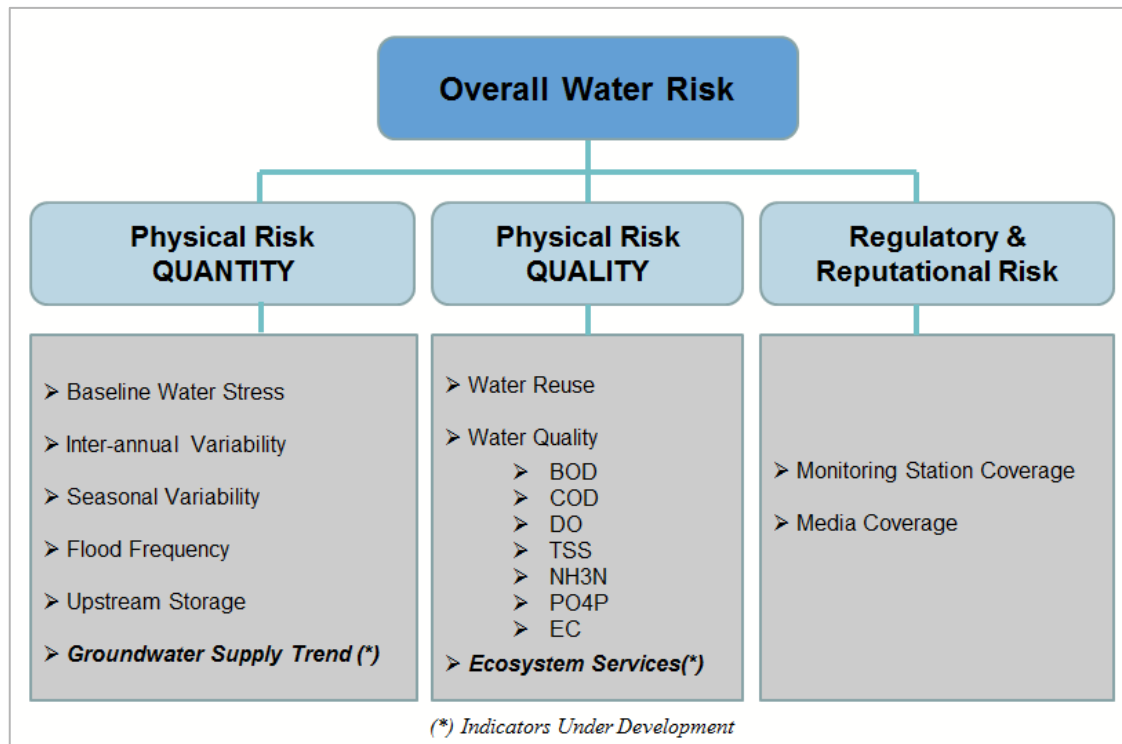 Overall Water Risk
Physical Risk
QUANTITY
Physical Risk
QUALITY
Regulatory &
Reputational Risk
➢ Baseline Water Stress
➢ Inter-annual Variability
➢ Seasonal Variability
➢ Flood Frequency
➢ Upstream Storage
➢ Groundwater Supply Trend (*)
➢ Water Reuse
➢ Water Quality
➢ BOD
➢ COD
➢ DO
➢ TSS
➢ NH3N
➢ PO4P
➢ EC
➢ Ecosystem Services(*)
➢ Monitoring Station Coverage
➢ Media Coverage
(*) Indicators Under Development